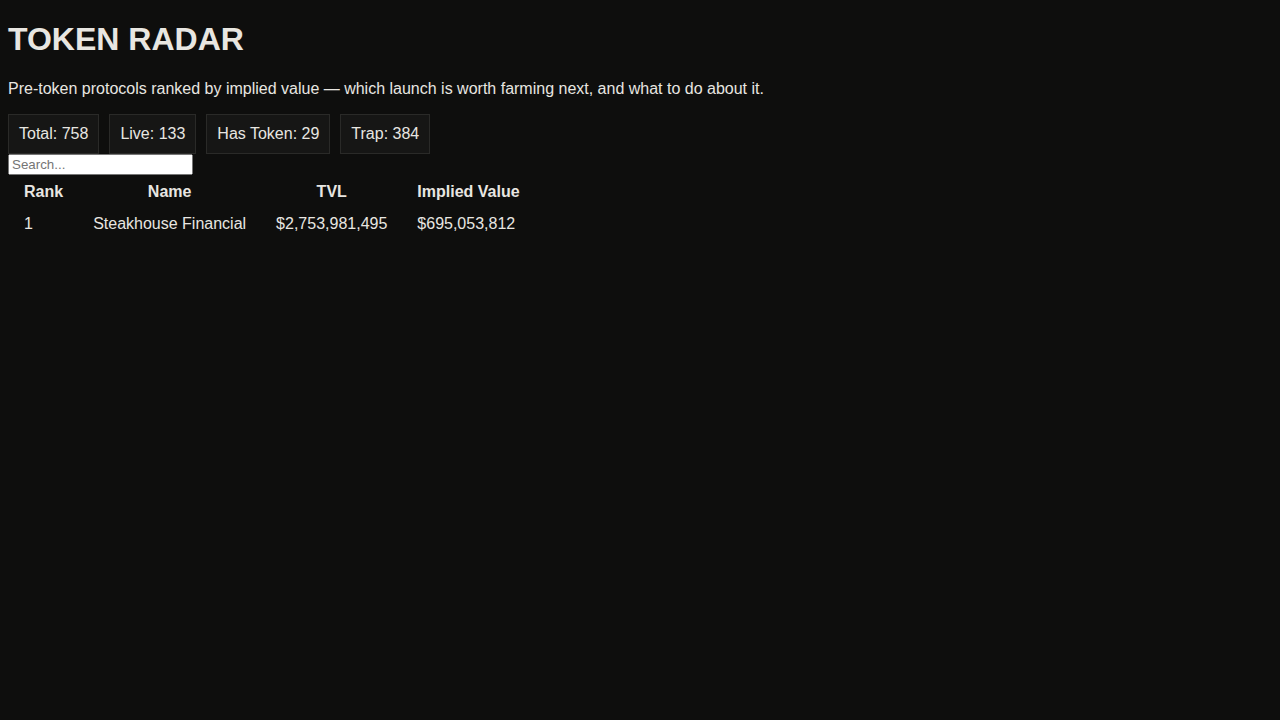 TOKEN RADAR
Pre-token protocols ranked by implied value — which launch is worth farming next, and what to do about it.
Total: 758 Live: 133 Has Token: 29 Trap: 384
Search...
Rank Name TVL Implied Value
1 Steakhouse Financial $2,753,981,495 $695,053,812